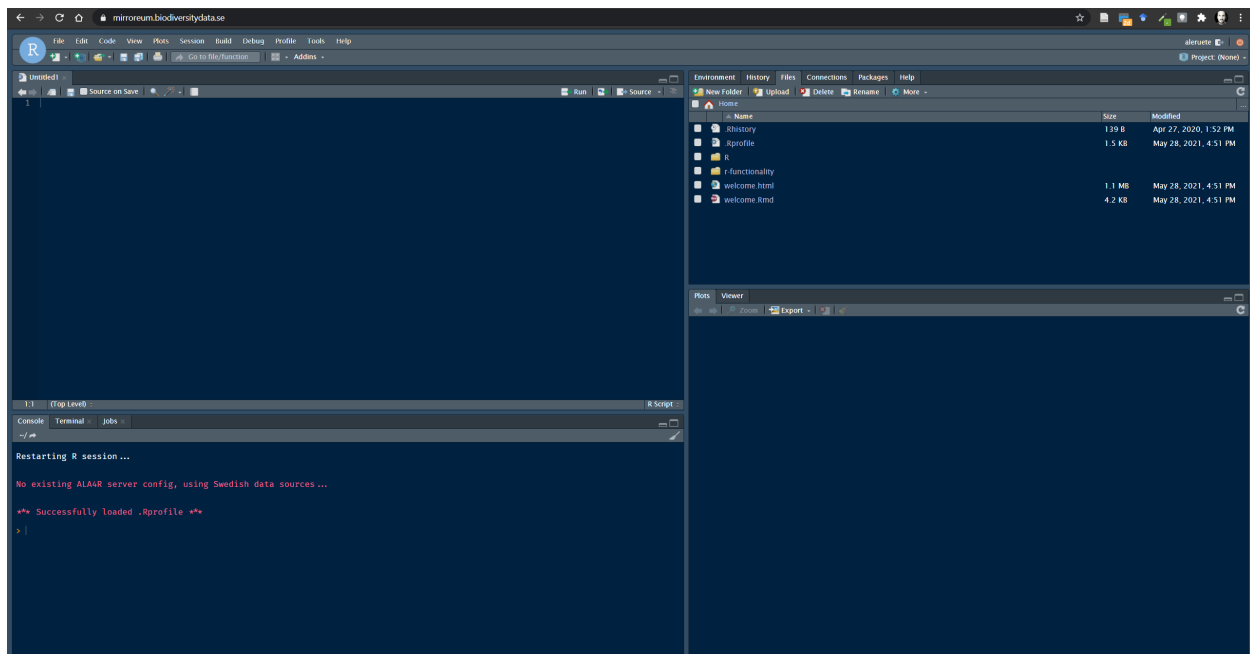 mirroreum.biodiversitydata.se
R
File Edit Code View Plots Session Build Debug Profile Tools Help
aleruete
Go to file/function Addins
Project: (None)
Untitled1
Source on Save Run Source
1
1:1 (Top Level) R Script
Console Terminal Jobs
~/
Restarting R session...
No existing ALA4R server config, using Swedish data sources...
*** Successfully loaded .Rprofile ***
>
Environment History Files Connections Packages Help
New Folder Upload Delete Rename More
Home ...
Name Size Modified
.Rhistory 139 B Apr 27, 2020, 1:52 PM
.Rprofile 1.5 KB May 28, 2021, 4:51 PM
R
r-functionality
welcome.html 1.1 MB May 28, 2021, 4:51 PM
welcome.Rmd 4.2 KB May 28, 2021, 4:51 PM
Plots Viewer
Zoom Export